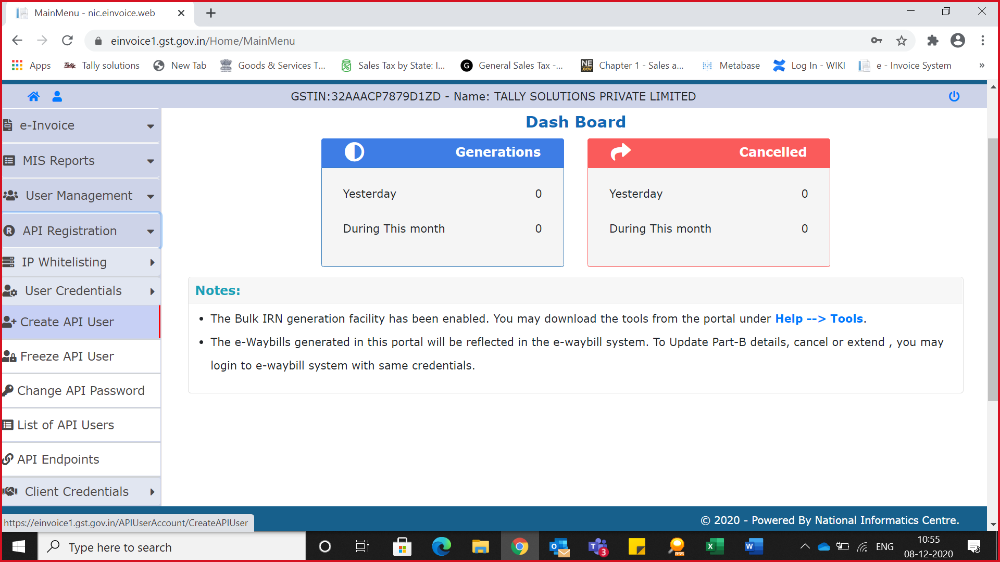 MainMenu - nic.einvoice.web
einvoice1.gst.gov.in/Home/MainMenu
Apps Tally Tally solutions New Tab Goods & Services T... Sales Tax by State: I... G General Sales Tax -... NE GOV Chapter 1 - Sales a... Metabase Log In - WIKI e - Invoice System »
GSTIN:32AAACP7879D1ZD - Name: TALLY SOLUTIONS PRIVATE LIMITED
e-Invoice
MIS Reports
User Management
R API Registration
IP Whitelisting
User Credentials
Create API User
Freeze API User
Change API Password
List of API Users
API Endpoints
Client Credentials
Dash Board
Generations
Yesterday 0
During This month 0
Cancelled
Yesterday 0
During This month 0
Notes:
• The Bulk IRN generation facility has been enabled. You may download the tools from the portal under Help --> Tools.
• The e-Waybills generated in this portal will be reflected in the e-waybill system. To Update Part-B details, cancel or extend , you may
login to e-waybill system with same credentials.
https://einvoice1.gst.gov.in/APIUserAccount/CreateAPIUser
© 2020 - Powered By National Informatics Centre.
Type here to search
3
ENG
10:55
08-12-2020